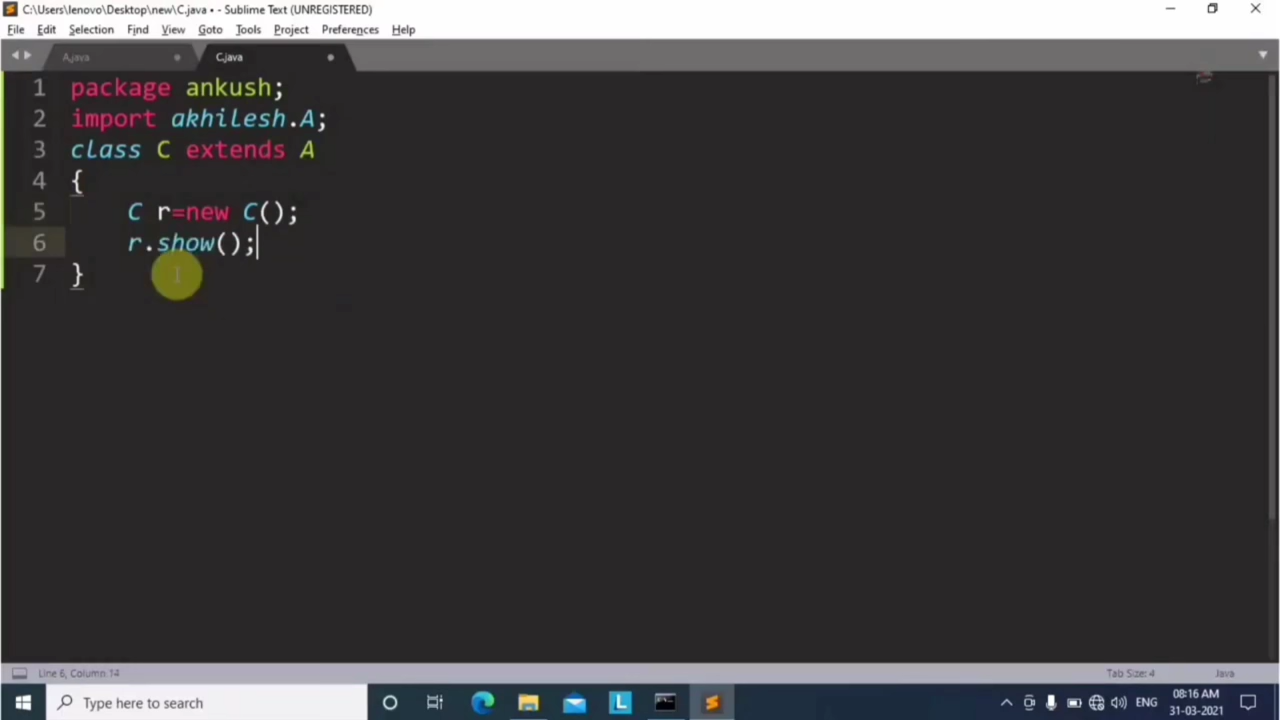 C:\Users\lenovo\Desktop\new\C.java • - Sublime Text (UNREGISTERED)
File Edit Selection Find View Goto Tools Project Preferences Help
A.java C.java
1 package ankush;
2 import akhilesh.A;
3 class C extends A
4 {
5 C r=new C();
6 r.show();
7 }
Line 6, Column 14 Tab Size: 4 Java
Type here to search L ENG 08:16 AM
31-03-2021